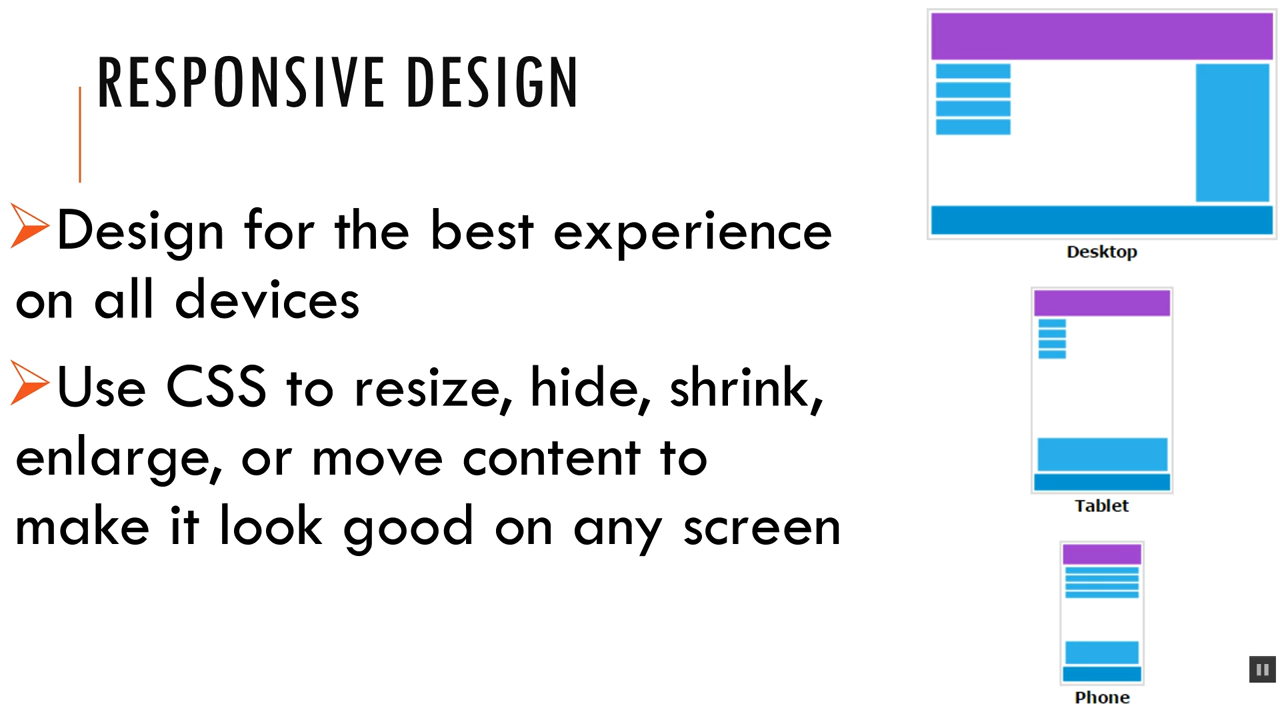 RESPONSIVE DESIGN
Design for the best experience
on all devices
Use CSS to resize, hide, shrink,
enlarge, or move content to
make it look good on any screen
Desktop
Tablet
Phone